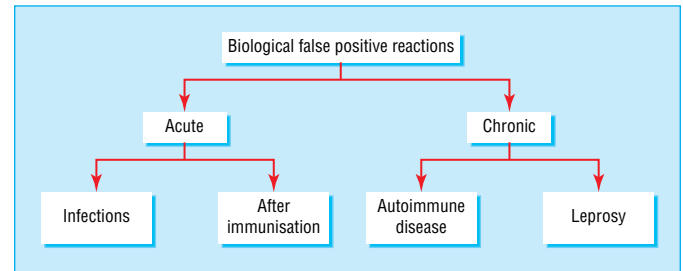 Biological false positive reactions
Acute
Chronic
Infections
After
immunisation
Autoimmune
disease
Leprosy